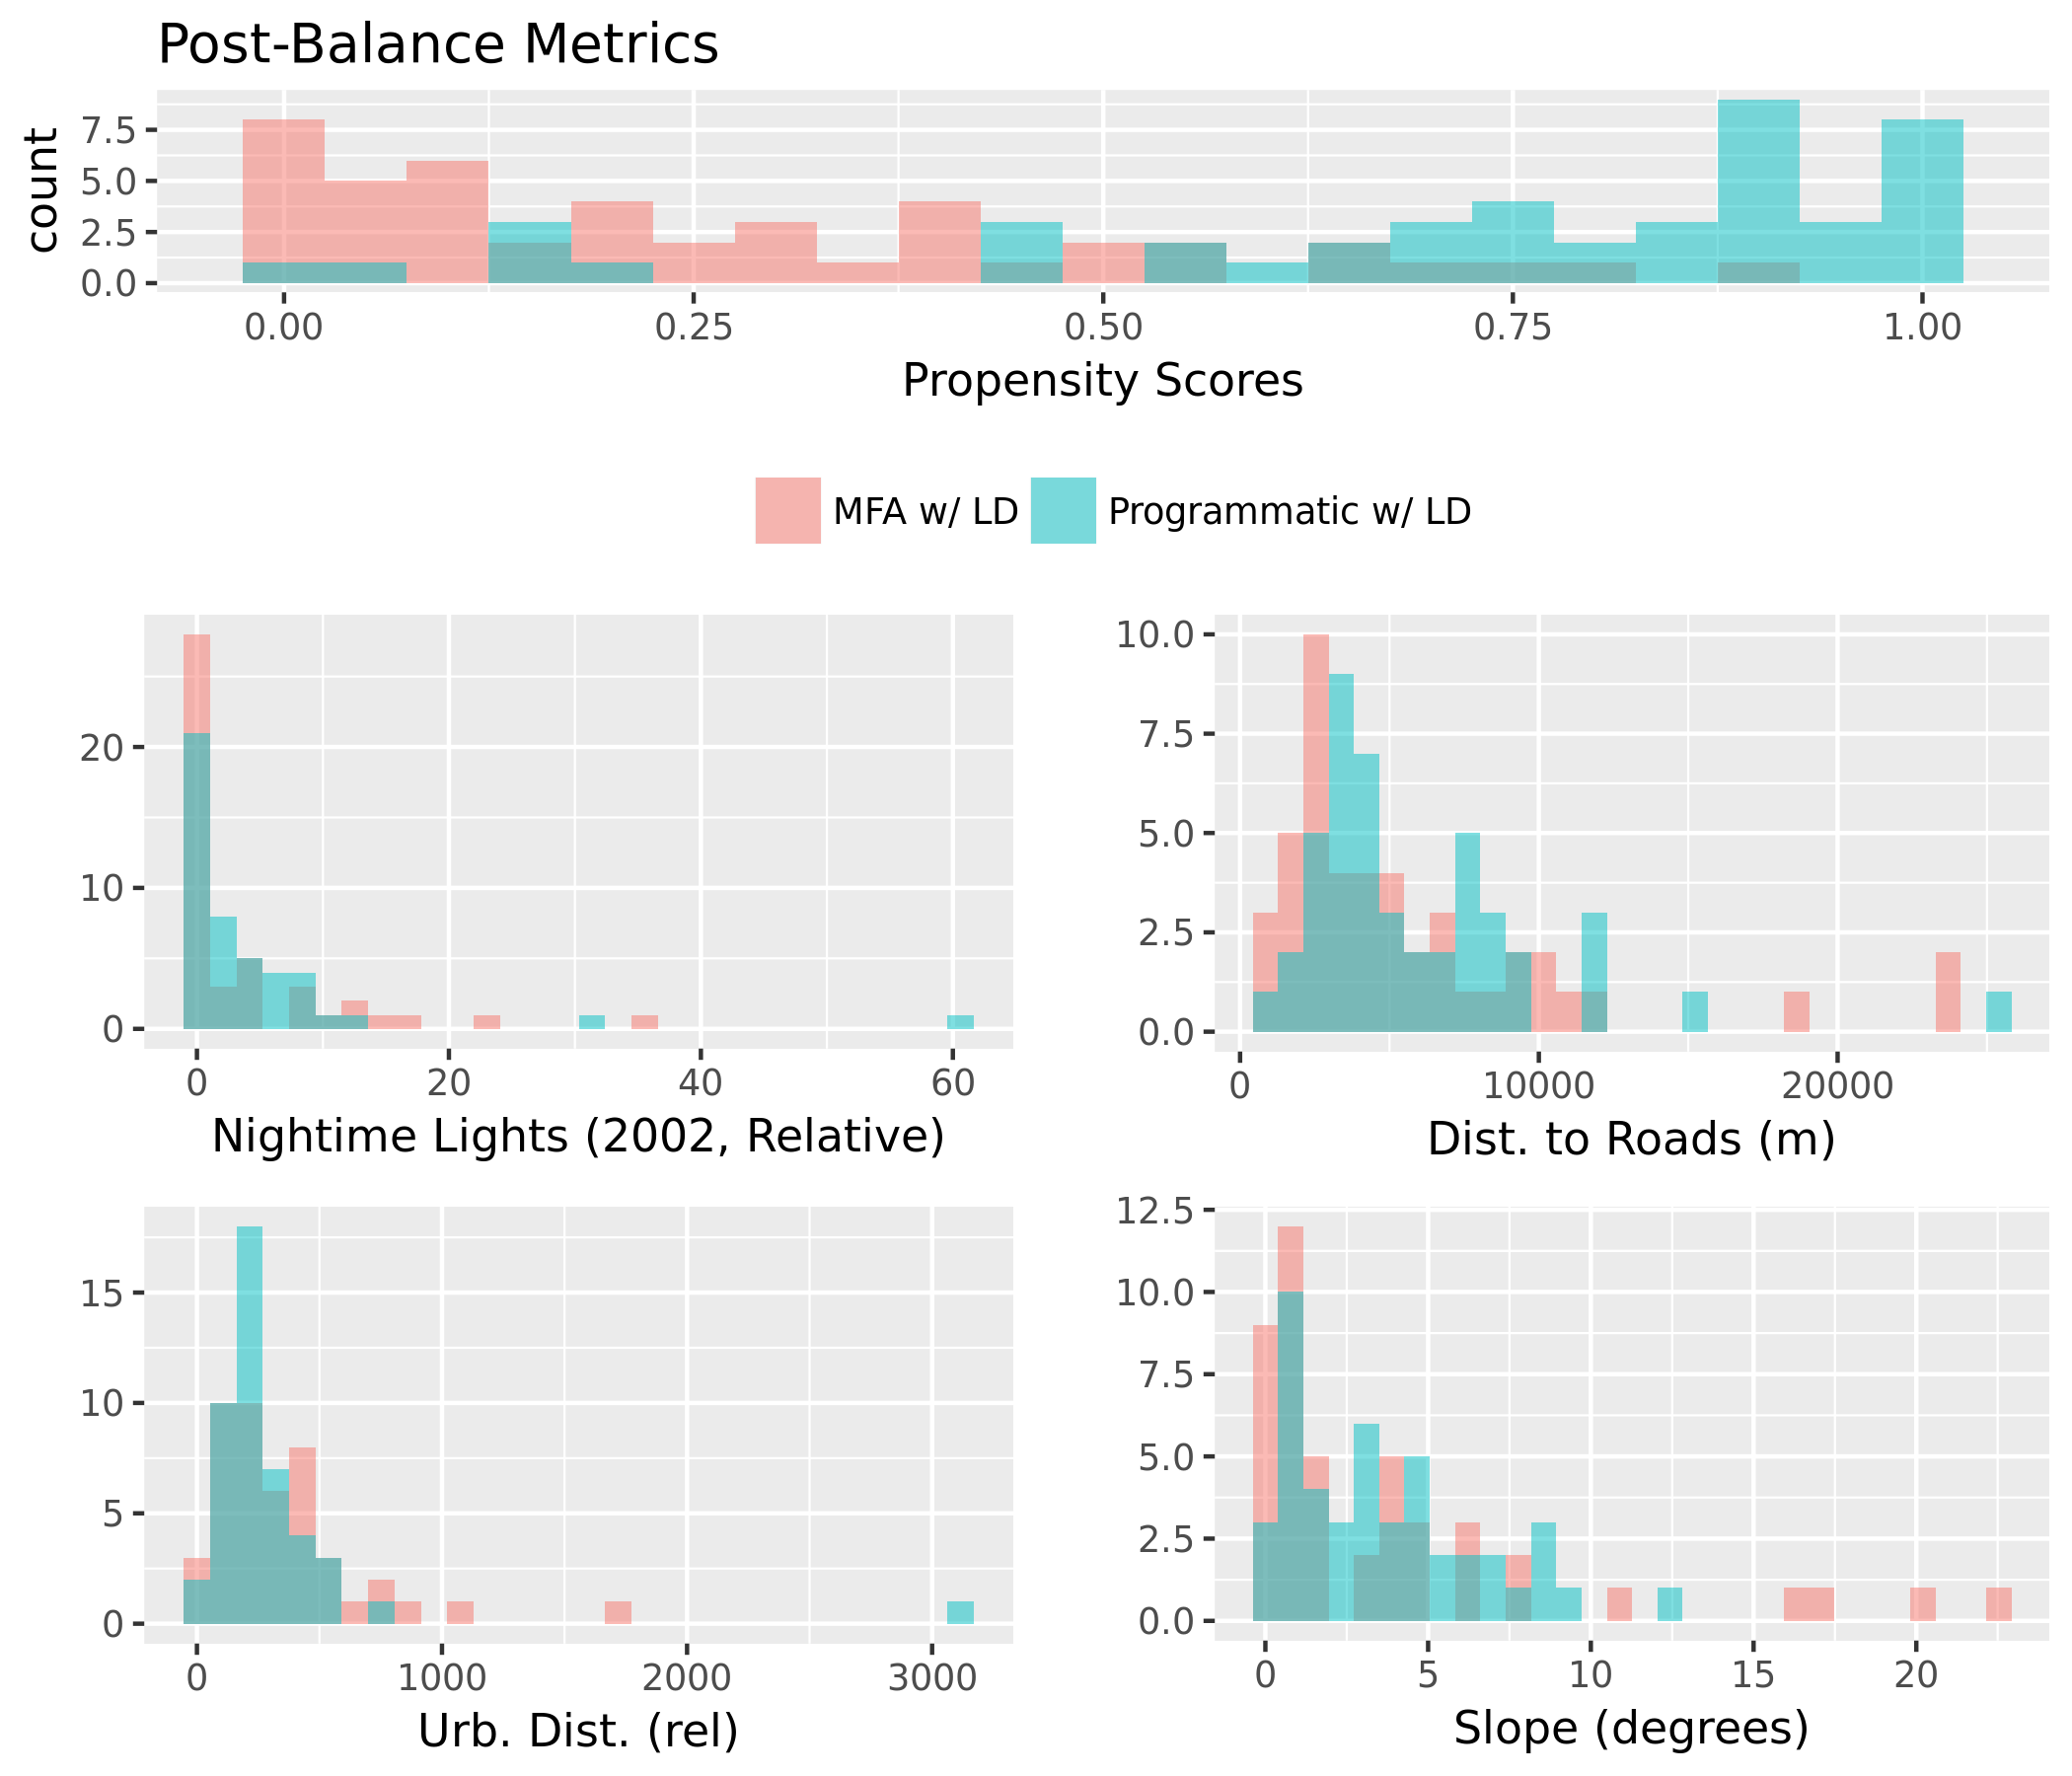 Post-Balance Metrics
count
7.5
5.0
2.5
0.0
0.00 0.25 0.50 0.75 1.00
Propensity Scores
MFA w/ LD Programmatic w/ LD
20
10
0
0 20 40 60
Nightime Lights (2002, Relative)
10.0
7.5
5.0
2.5
0.0
0 10000 20000
Dist. to Roads (m)
15
10
5
0
0 1000 2000 3000
Urb. Dist. (rel)
12.5
10.0
7.5
5.0
2.5
0.0
0 5 10 15 20
Slope (degrees)